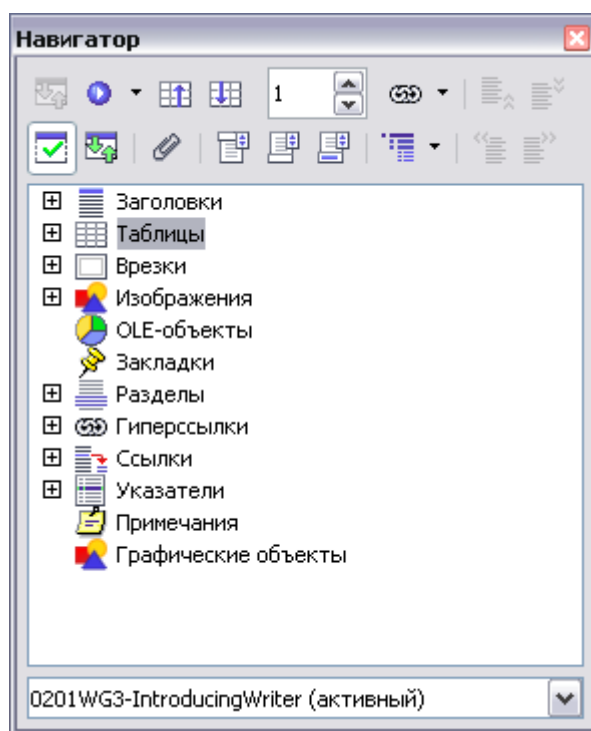 Навигатор
1
Заголовки
Таблицы
Врезки
Изображения
OLE-объекты
Закладки
Разделы
Гиперссылки
Ссылки
Указатели
Примечания
Графические объекты
0201WG3-IntroducingWriter (активный)